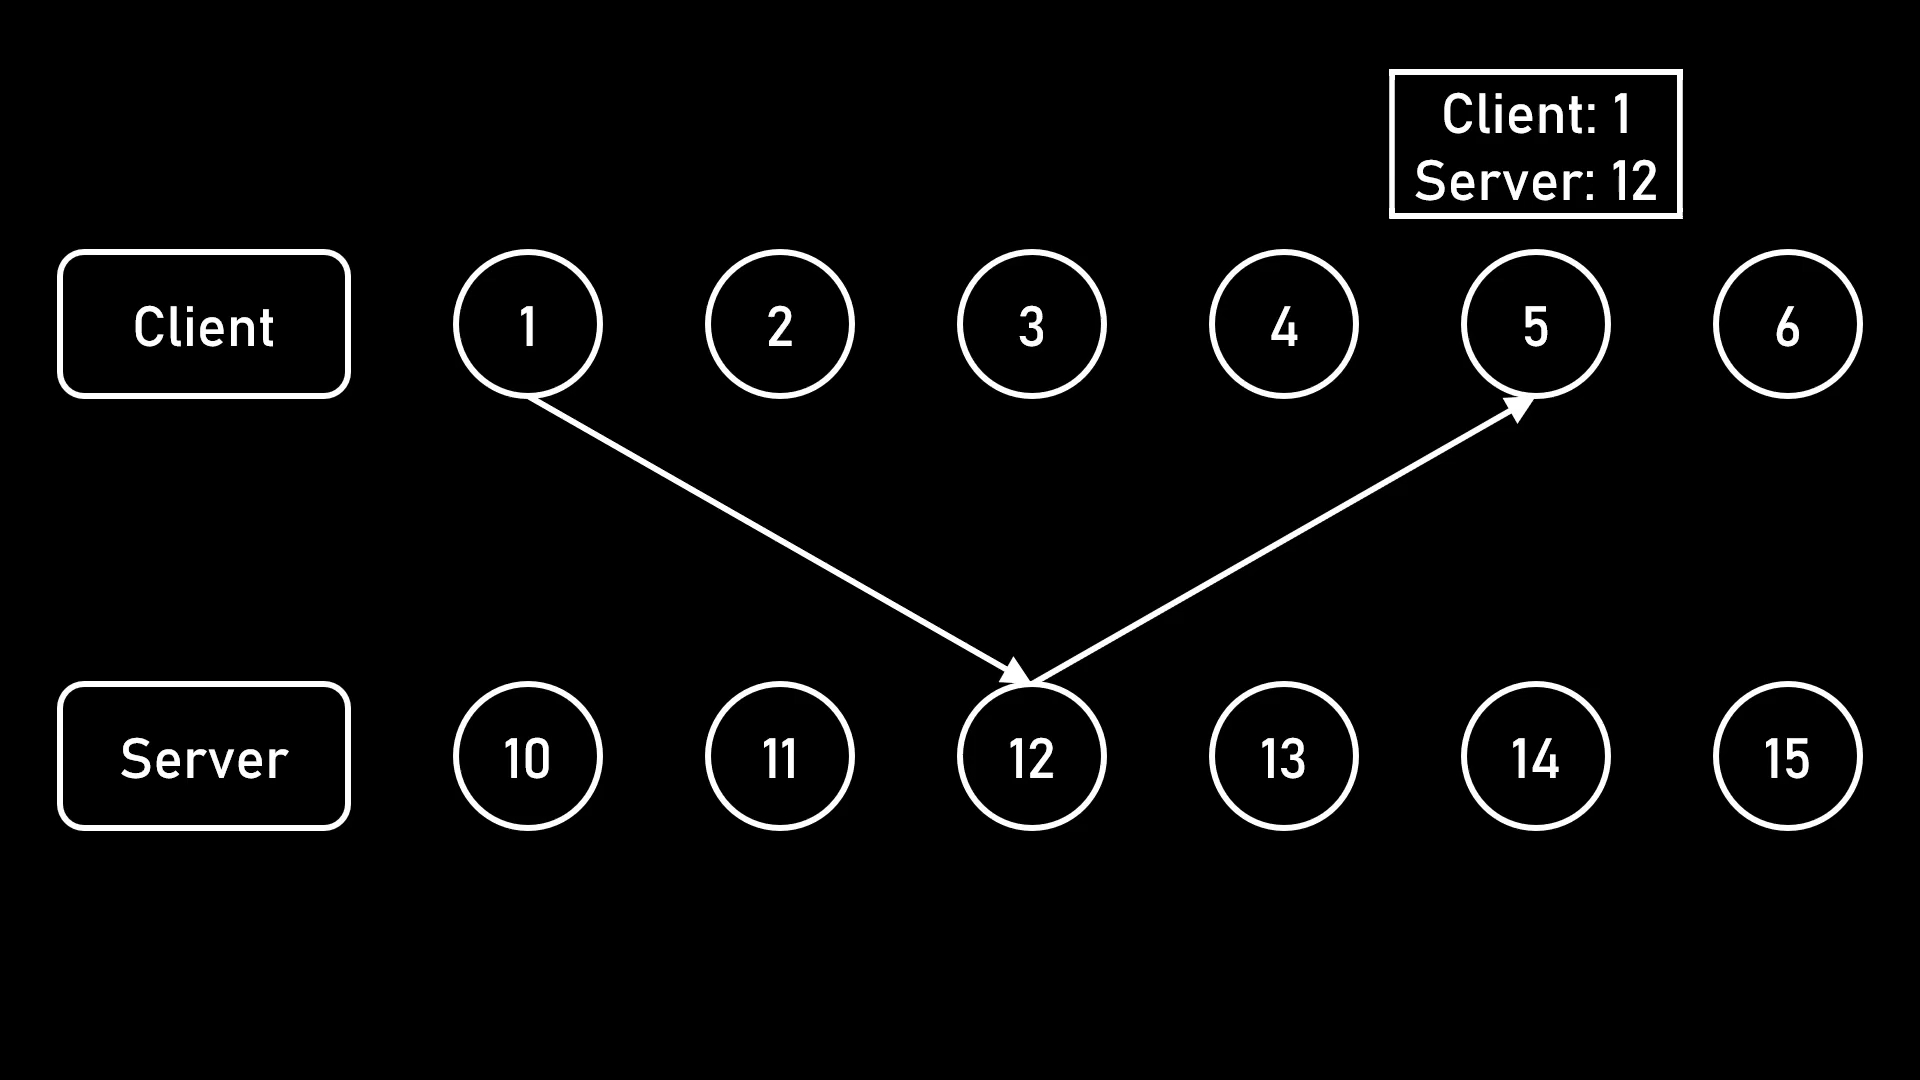 Client: 1
Server: 12
Client 1 2 3 4 5 6
Server 10 11 12 13 14 15